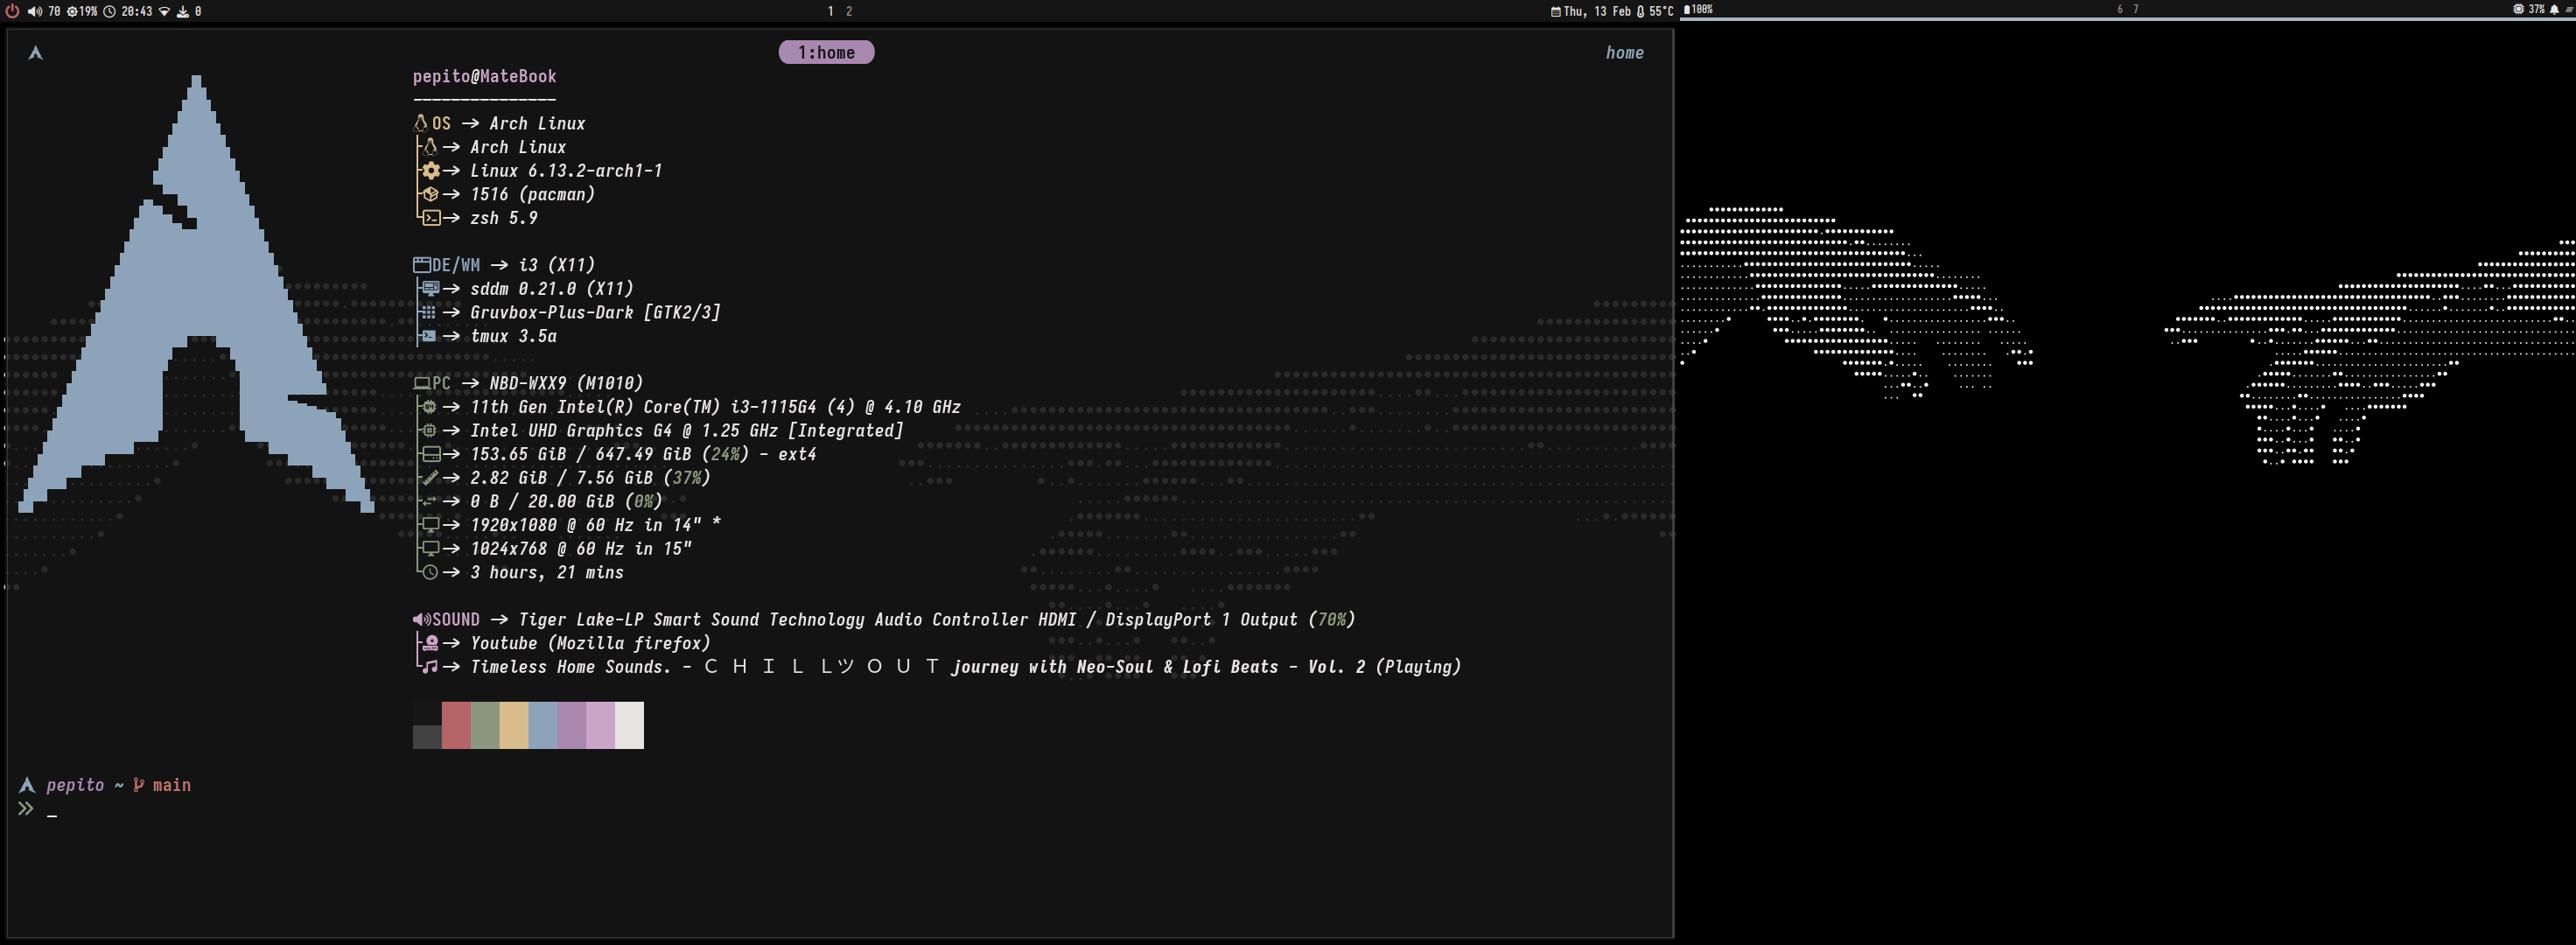 70 19% 20:43 0 1 2 Thu, 13 Feb 55°C
100% 6 7 37%
1:home home
pepito@MateBook
---------------
OS → Arch Linux
→ Arch Linux
→ Linux 6.13.2-arch1-1
→ 1516 (pacman)
→ zsh 5.9
DE/WM → i3 (X11)
→ sddm 0.21.0 (X11)
→ Gruvbox-Plus-Dark [GTK2/3]
→ tmux 3.5a
PC → NBD-WXX9 (M1010)
→ 11th Gen Intel(R) Core(TM) i3-1115G4 (4) @ 4.10 GHz
→ Intel UHD Graphics G4 @ 1.25 GHz [Integrated]
→ 153.65 GiB / 647.49 GiB (24%) - ext4
→ 2.82 GiB / 7.56 GiB (37%)
→ 0 B / 20.00 GiB (0%)
→ 1920x1080 @ 60 Hz in 14" *
→ 1024x768 @ 60 Hz in 15"
→ 3 hours, 21 mins
SOUND → Tiger Lake-LP Smart Sound Technology Audio Controller HDMI / DisplayPort 1 Output (70%)
→ Youtube (Mozilla firefox)
→ Timeless Home Sounds. - Ｃ Ｈ Ｉ Ｌ Ｌツ Ｏ Ｕ Ｔ journey with Neo-Soul & Lofi Beats - Vol. 2 (Playing)
pepito ~ main
» _